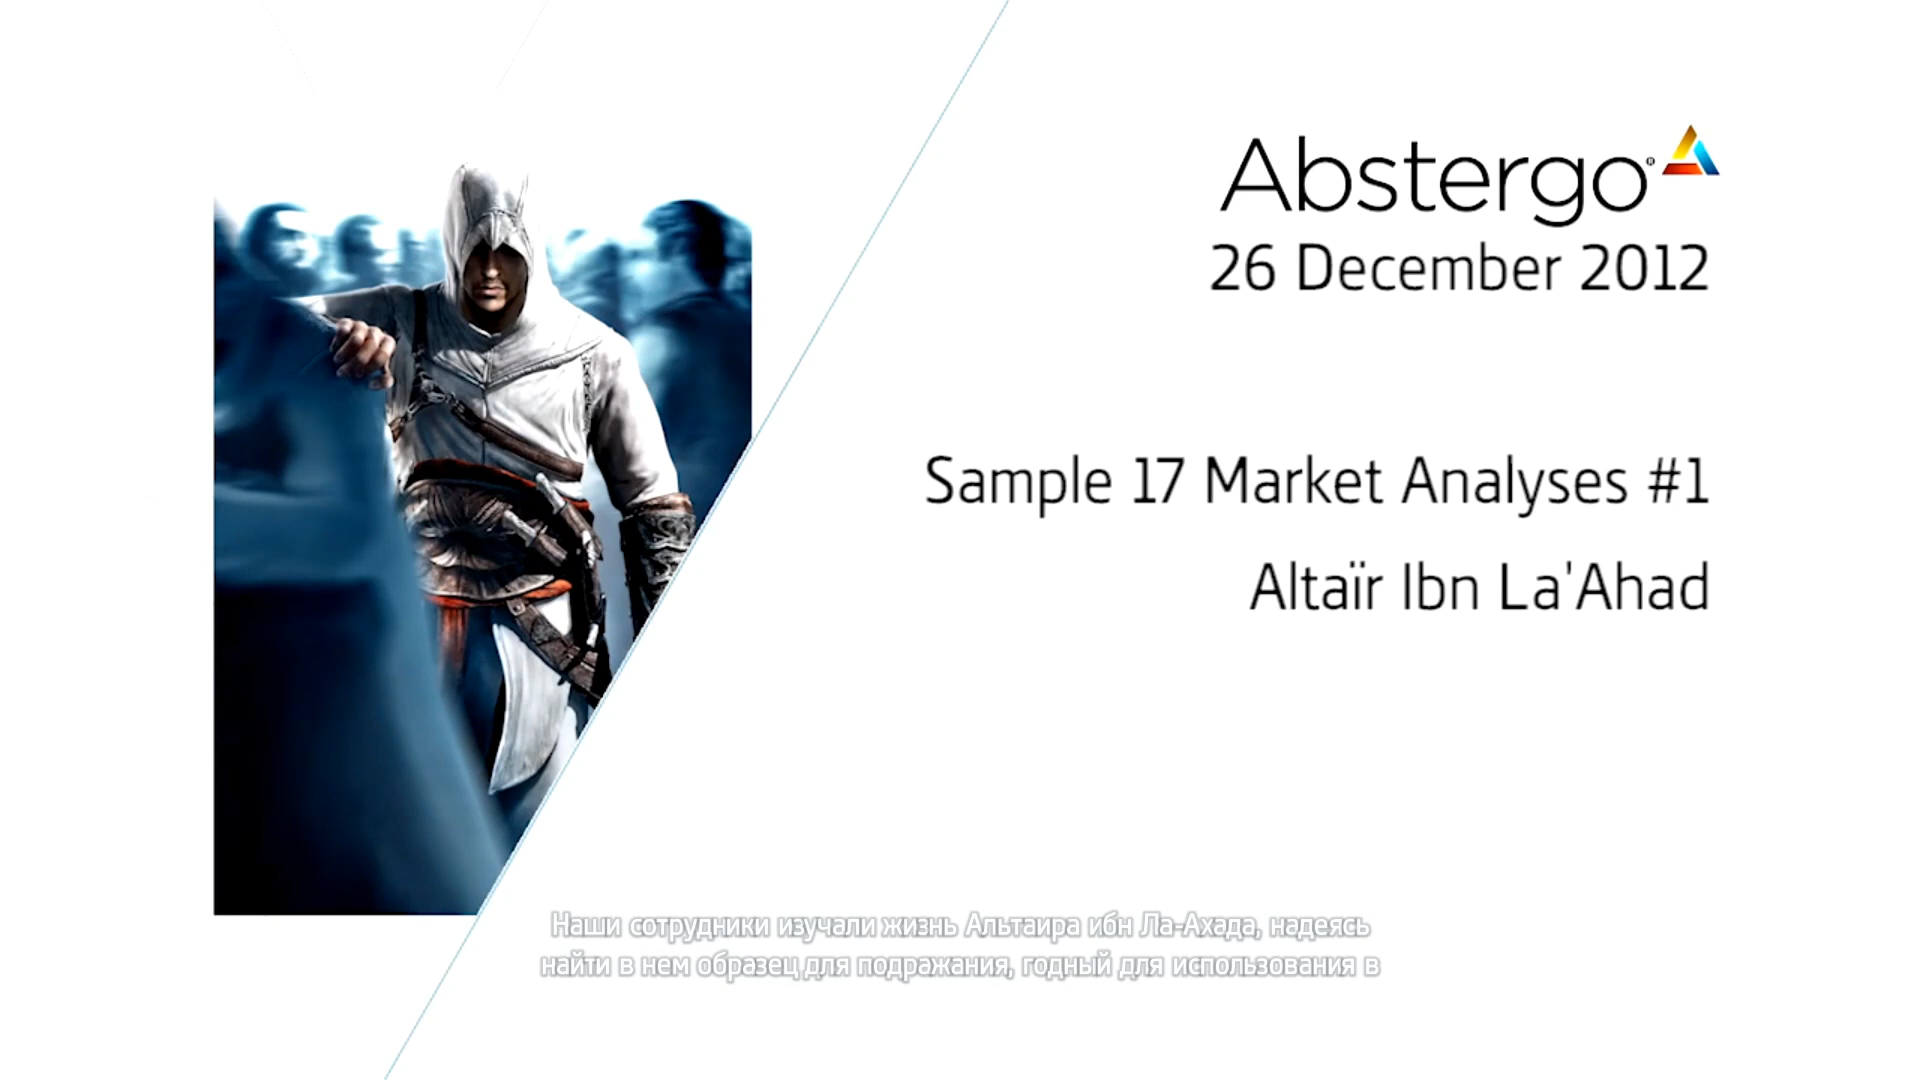 Abstergo®
26 December 2012
Sample 17 Market Analyses #1
Altaïr Ibn La'Ahad
Наши сотрудники изучали жизнь Альтаира ибн Ла-Ахада, надеясь
найти в нем образец для подражания, годный для использования в